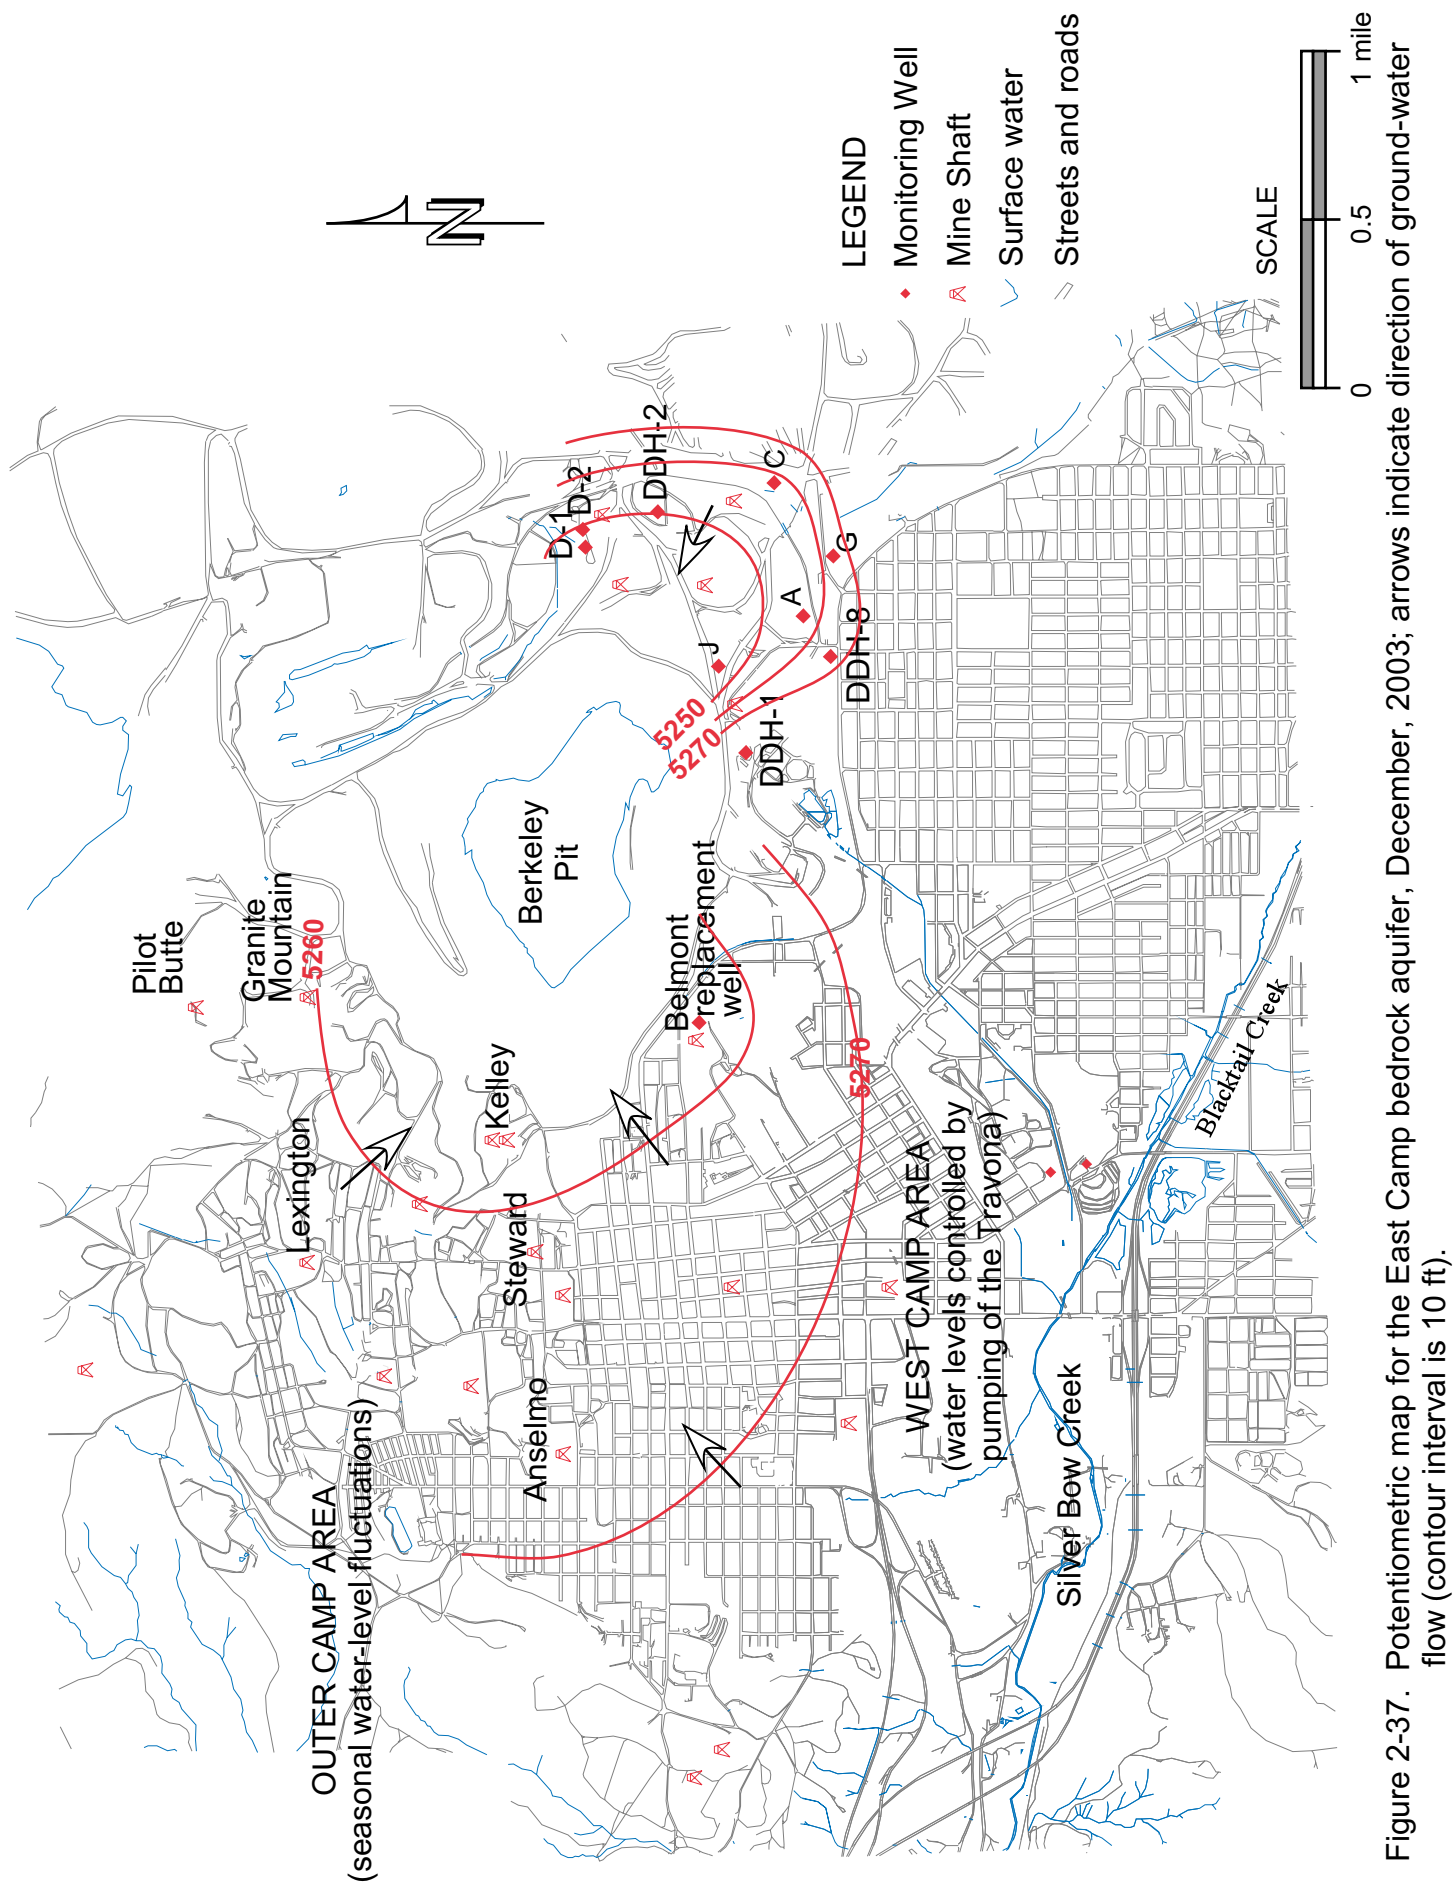 OUTER CAMP AREA
(seasonal water-level fluctuations)
Pilot
Butte
Granite
Mountain
5260
Lexington
Kelley
Steward
Anselmo
Berkeley
Pit
Belmont
replacement
well
5270
5250
5270
D-1
D-2
DDH-2
C
G
A
J
DDH-8
DDH-1
WEST CAMP AREA
(water levels controlled by
pumping of the Travona)
Silver Bow Creek
Blacktail Creek
N
LEGEND
Monitoring Well
Mine Shaft
Surface water
Streets and roads
SCALE
0
0.5
1 mile
Figure 2-37. Potentiometric map for the East Camp bedrock aquifer, December, 2003; arrows indicate direction of ground-water
flow (contour interval is 10 ft).